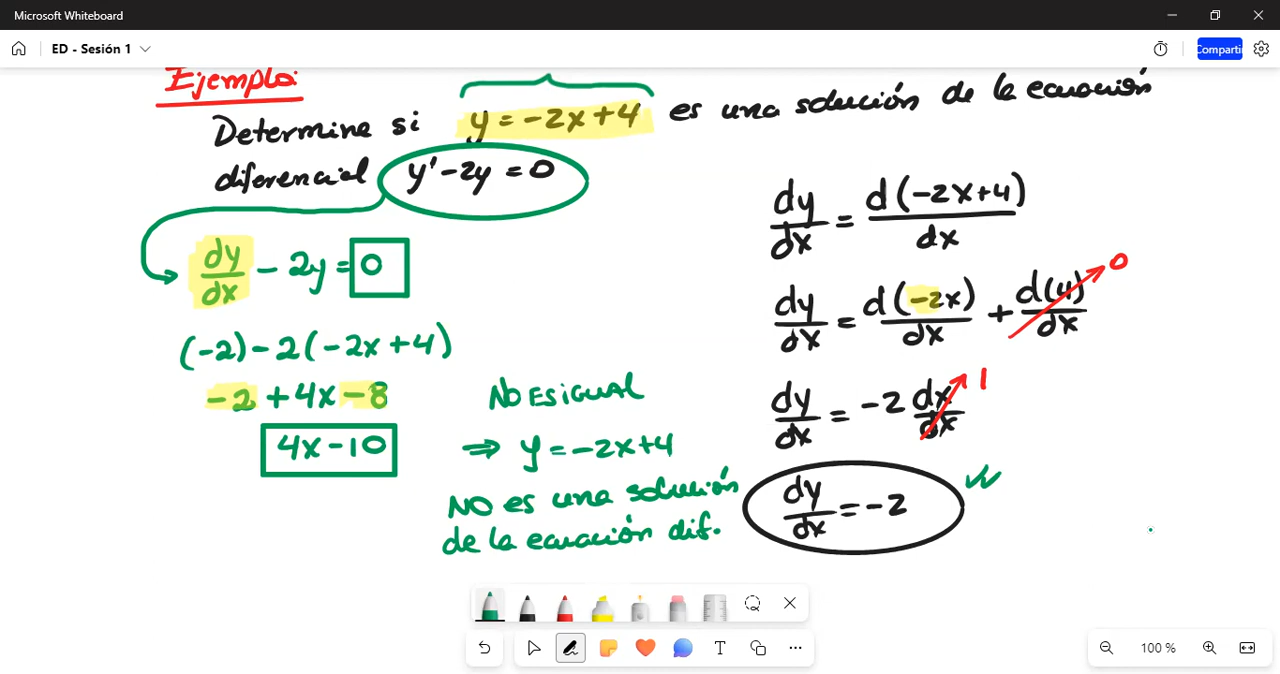 Microsoft Whiteboard
ED - Sesión 1
Comparti
Ejemplo
Determine si y = -2x+4 es una solución de la ecuación
diferencial y' - 2y = 0
dy/dx - 2y = 0
(-2) - 2(-2x+4)
-2 + 4x - 8
4x - 10
NO ES igual
⇒ y = -2x+4
NO es una solución
de la ecuación dif.
dy/dx = d(-2x+4)/dx
dy/dx = d(-2x)/dx + d(4)/dx 0
dy/dx = -2 dx/dx 1
dy/dx = -2
100 %